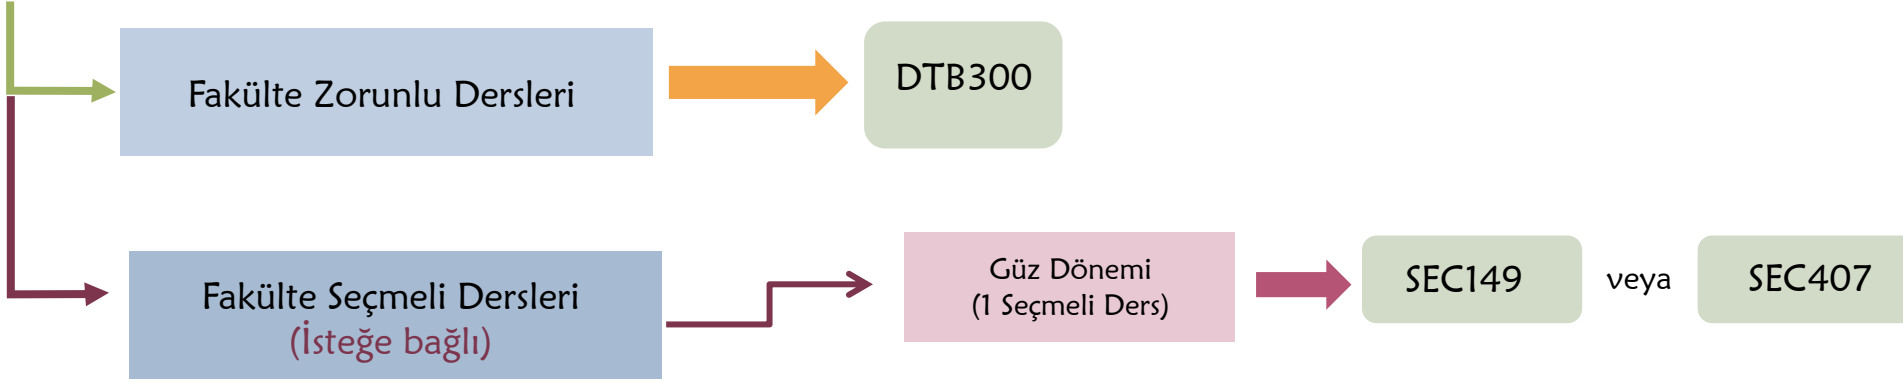 Fakülte Zorunlu Dersleri
DTB300
Fakülte Seçmeli Dersleri
(İsteğe bağlı)
Güz Dönemi
(1 Seçmeli Ders)
SEC149
veya
SEC407